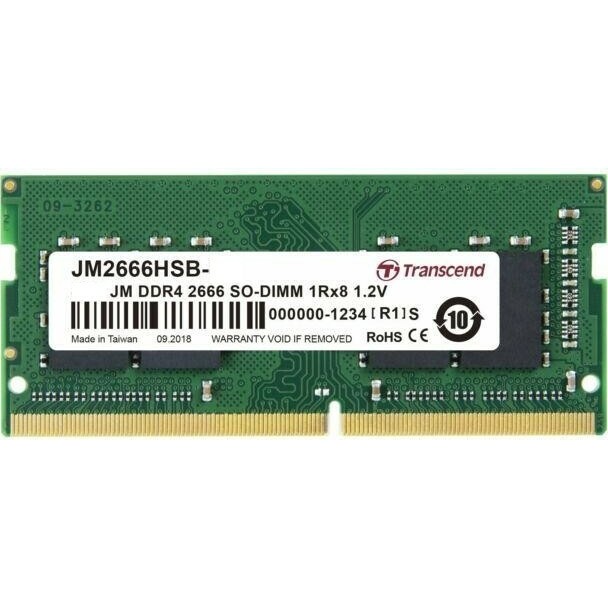 09-3262
JM2666HSB-
Transcend
JM DDR4 2666 SO-DIMM 1Rx8 1.2V
000000-1234 [R1]S
Made in Taiwan 09.2018 WARRANTY VOID IF REMOVED RoHS CE
10